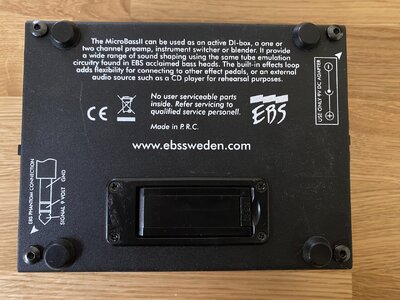 The MicroBassII can be used as an active DI-box, a one or
two channel preamp, instrument switcher or blender. It provide
a wide range of sound shaping using the same tube emulation
circuitry found in EBS acclaimed bass heads. The built-in effects loop
adds flexibility for connecting to other effect pedals, or an external
audio source such as a CD player for rehearsal purposes.
CE
No user serviceable parts
inside. Refer servicing to
qualified service personell.
Made in P.R.C.
EBS
www.ebssweden.com
USE ONLY 9V DC ADAPTER
EBS PHANTOM CONNECTION
SIGNAL 9 VOLT GND